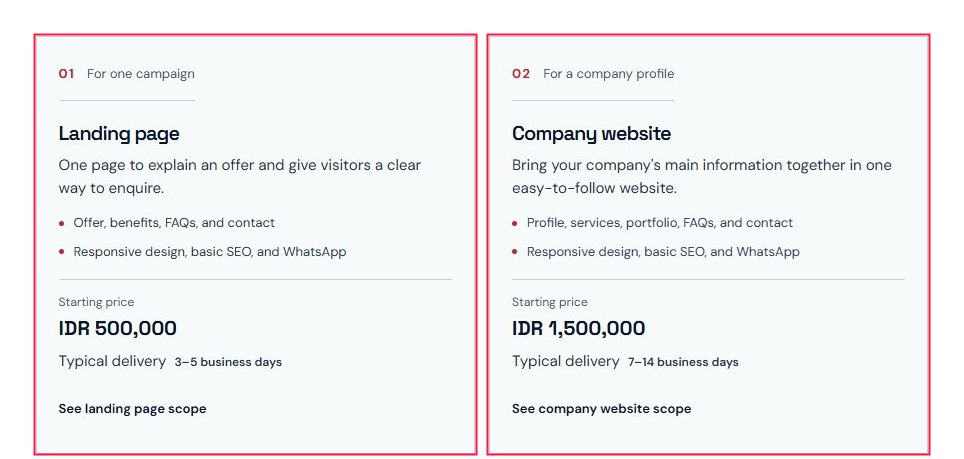 01 For one campaign
Landing page
One page to explain an offer and give visitors a clear
way to enquire.
Offer, benefits, FAQs, and contact
Responsive design, basic SEO, and WhatsApp
Starting price
IDR 500,000
Typical delivery 3–5 business days
See landing page scope
02 For a company profile
Company website
Bring your company's main information together in one
easy-to-follow website.
Profile, services, portfolio, FAQs, and contact
Responsive design, basic SEO, and WhatsApp
Starting price
IDR 1,500,000
Typical delivery 7–14 business days
See company website scope